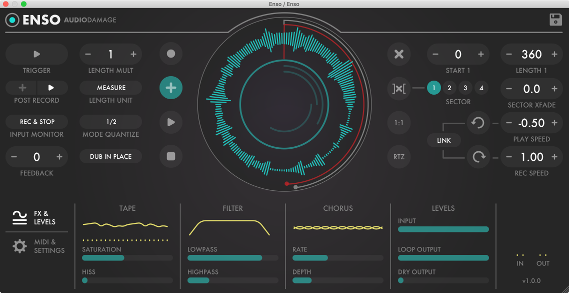 Enso / Enso
ENSO AUDIODAMAGE
TRIGGER
− 1 +
LENGTH MULT
POST RECORD
MEASURE
LENGTH UNIT
REC & STOP
INPUT MONITOR
1/2
MODE QUANTIZE
− 0 +
FEEDBACK
DUB IN PLACE
− 0 +
START 1
− 360 +
LENGTH 1
]×[
1 2 3 4
SECTOR
− 0.0 +
SECTOR XFADE
1:1
LINK
− -0.50 +
PLAY SPEED
RTZ
− 1.00 +
REC SPEED
FX &
LEVELS
MIDI &
SETTINGS
TAPE
SATURATION
HISS
FILTER
LOWPASS
HIGHPASS
CHORUS
RATE
DEPTH
LEVELS
INPUT
LOOP OUTPUT
DRY OUTPUT
IN OUT
v1.0.0